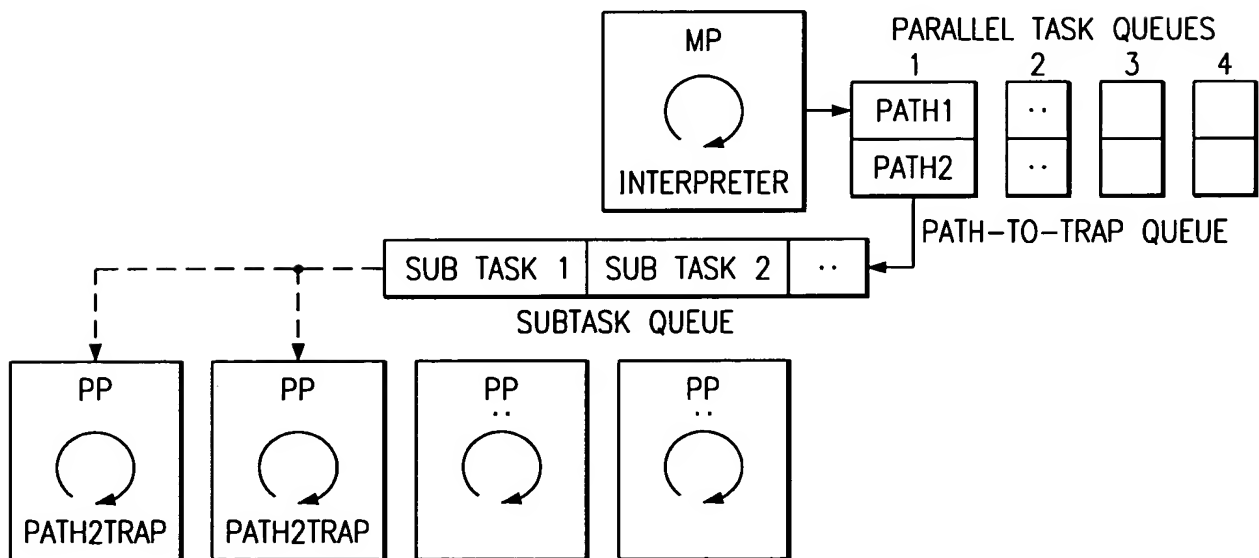 MP
INTERPRETER
PARALLEL TASK QUEUES
1 2 3 4
PATH1 ..
PATH2 ..
PATH-TO-TRAP QUEUE
SUB TASK 1 SUB TASK 2 ..
SUBTASK QUEUE
PP PP PP PP
.. ..
PATH2TRAP PATH2TRAP